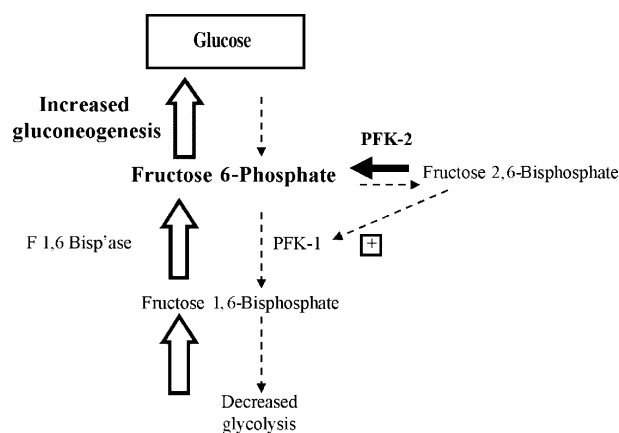 Glucose
Increased
gluconeogenesis
PFK-2
Fructose 6-Phosphate
Fructose 2,6-Bisphosphate
F 1,6 Bisp'ase
PFK-1
+
Fructose 1,6-Bisphosphate
Decreased
glycolysis